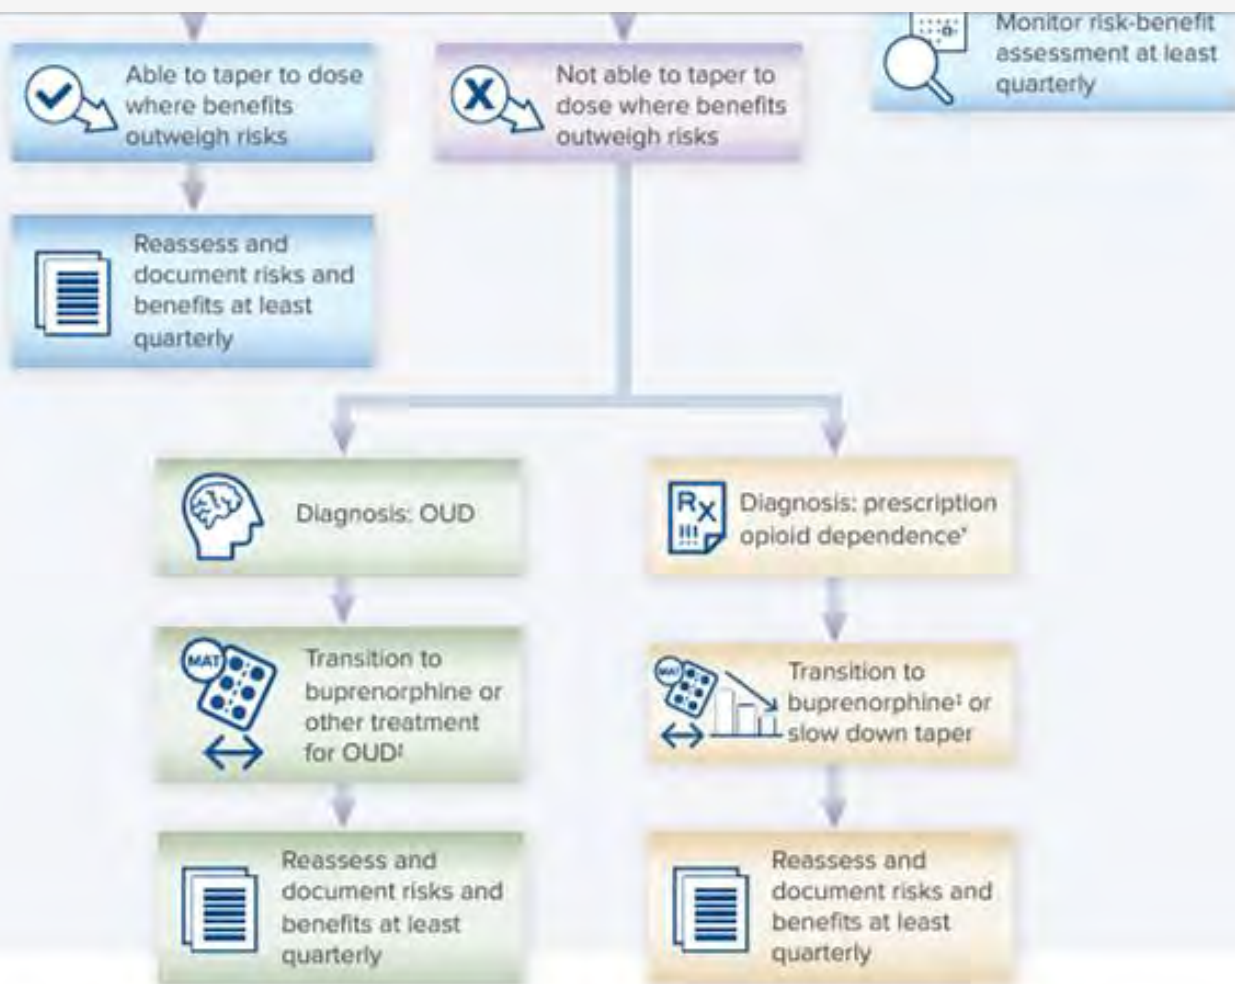 Able to taper to dose
where benefits
outweigh risks
Not able to taper to
dose where benefits
outweigh risks
Monitor risk-benefit
assessment at least
quarterly
Reassess and
document risks and
benefits at least
quarterly
Diagnosis: OUD
Rx
Diagnosis: prescription
opioid dependence*
MAT
Transition to
buprenorphine or
other treatment
for OUD‡
MAT
Transition to
buprenorphine‡ or
slow down taper
Reassess and
document risks and
benefits at least
quarterly
Reassess and
document risks and
benefits at least
quarterly